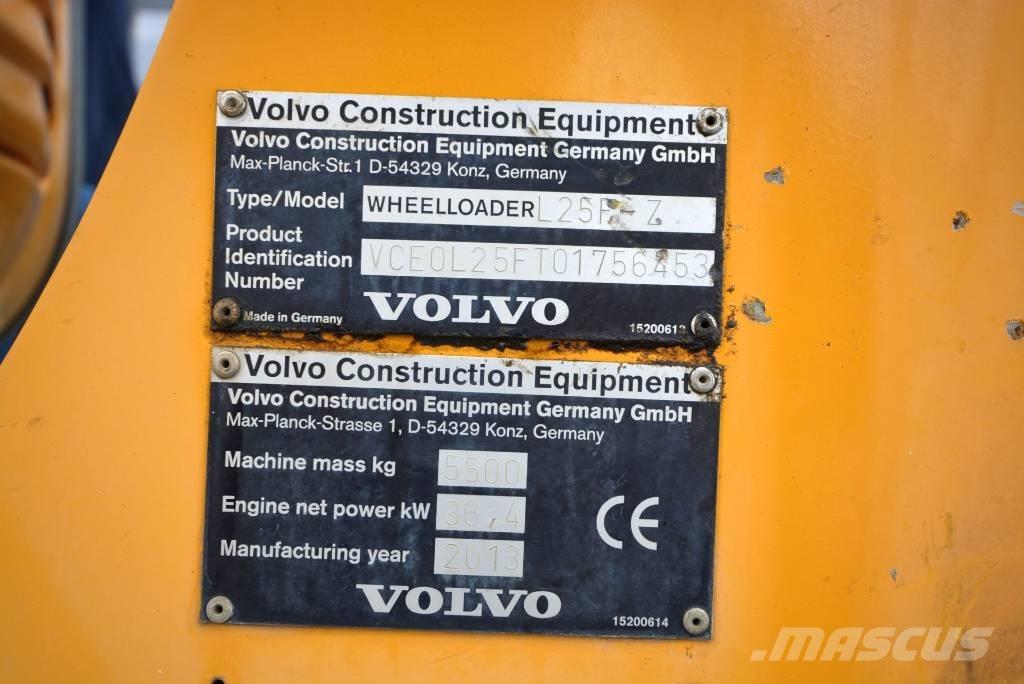 Volvo Construction Equipment
Volvo Construction Equipment Germany GmbH
Max-Planck-Str.1 D-54329 Konz, Germany
Type/Model WHEELLOADER L25F-Z
Product
Identification VCE0L25FT01756453
Number
VOLVO
Made in Germany 15200613
Volvo Construction Equipment
Volvo Construction Equipment Germany GmbH
Max-Planck-Strasse 1, D-54329 Konz, Germany
Machine mass kg 5500
Engine net power kW 36,4
CE
Manufacturing year 2013
VOLVO
15200614
.MASCUS